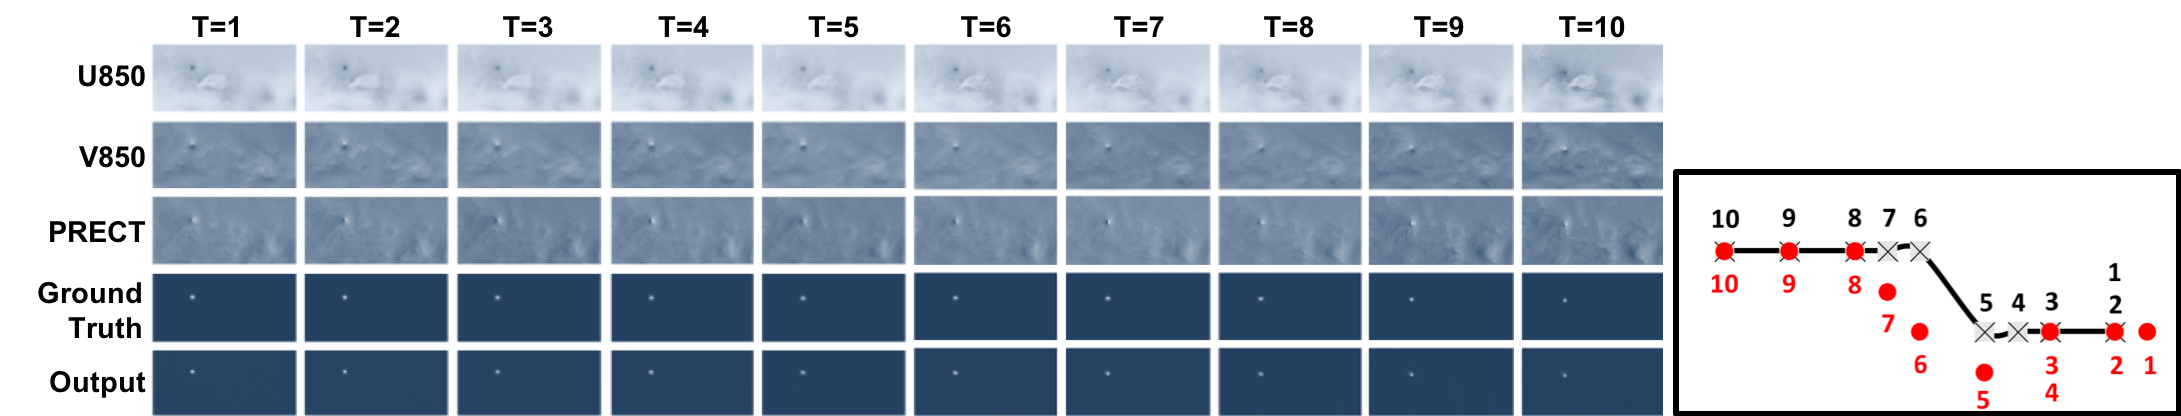 T=1 T=2 T=3 T=4 T=5 T=6 T=7 T=8 T=9 T=10
U850
V850
PRECT
Ground
Truth
Output
10 9 8 7 6
10 9 8
7
6
1
5 4 3 2
3 2 1
5 4